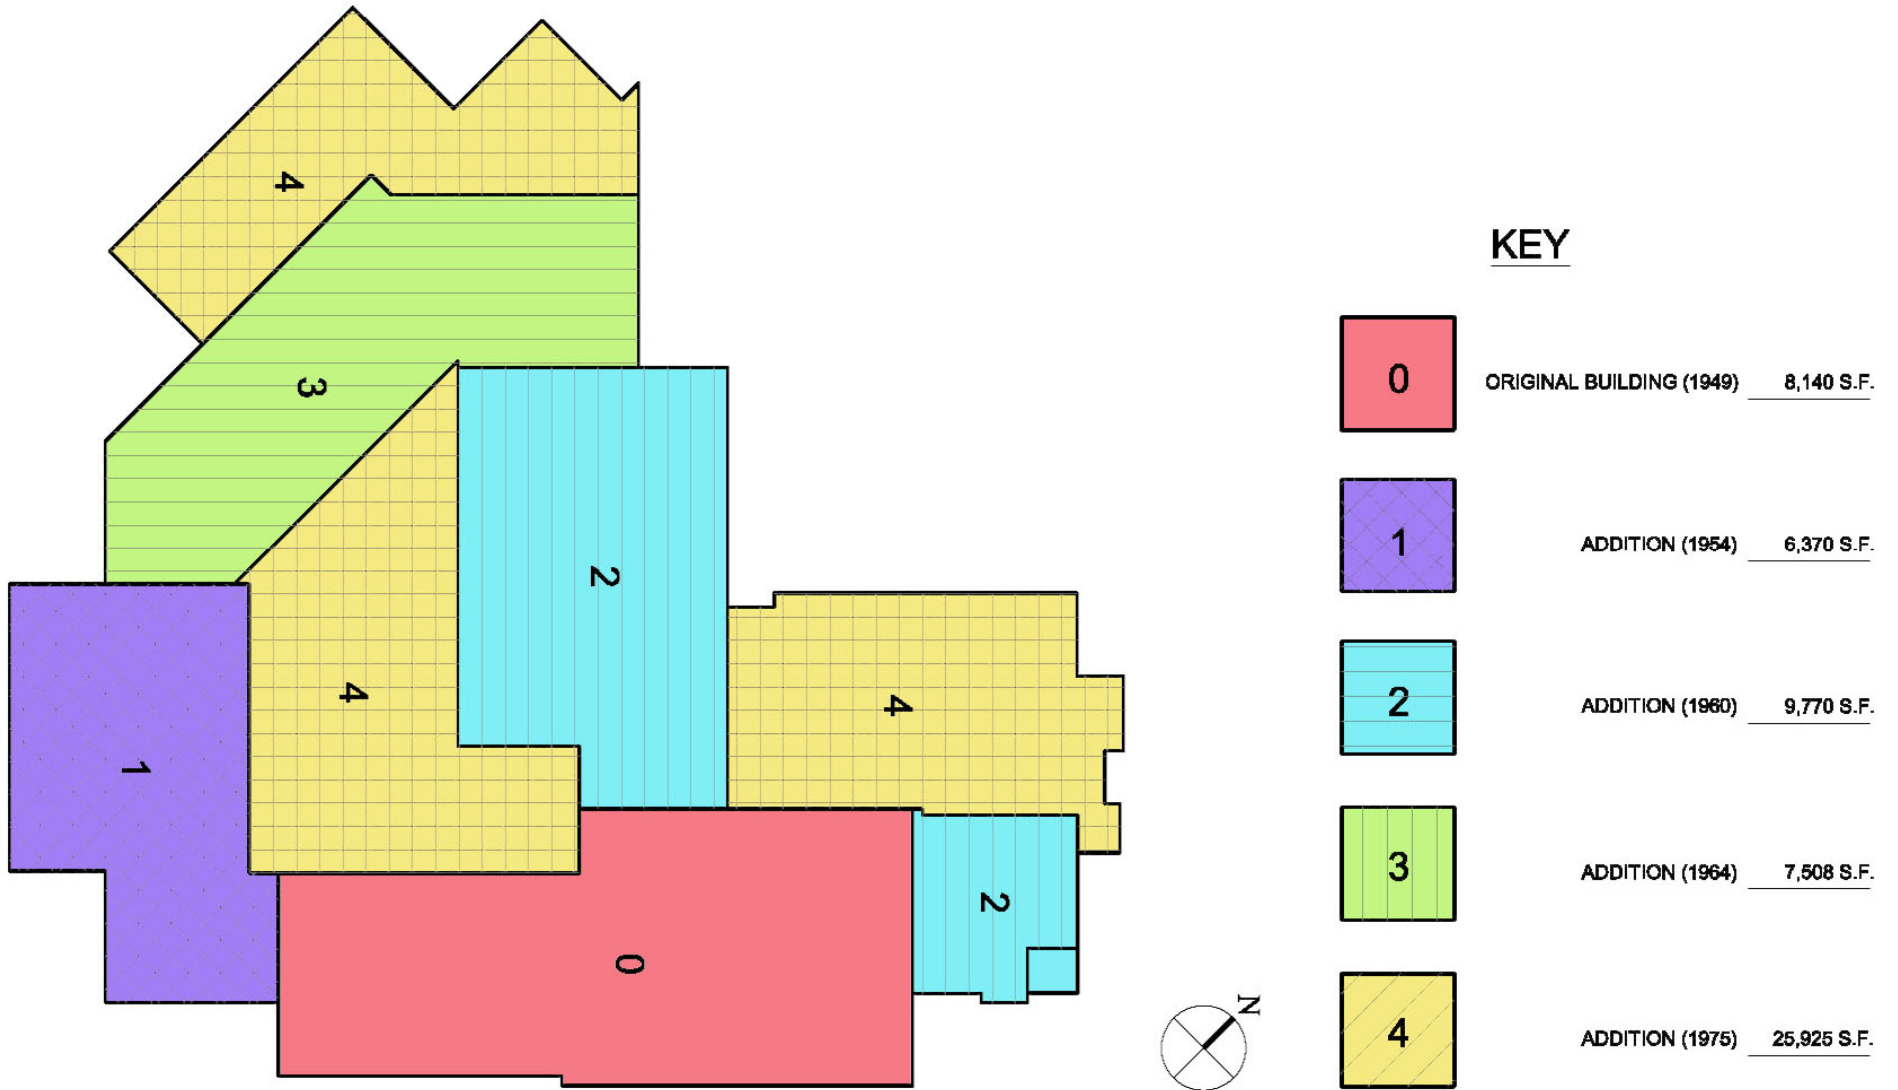 4
3
2
4
4
1
2
0
N
KEY
0 ORIGINAL BUILDING (1949) 8,140 S.F.
1 ADDITION (1954) 6,370 S.F.
2 ADDITION (1960) 9,770 S.F.
3 ADDITION (1964) 7,508 S.F.
4 ADDITION (1975) 25,925 S.F.